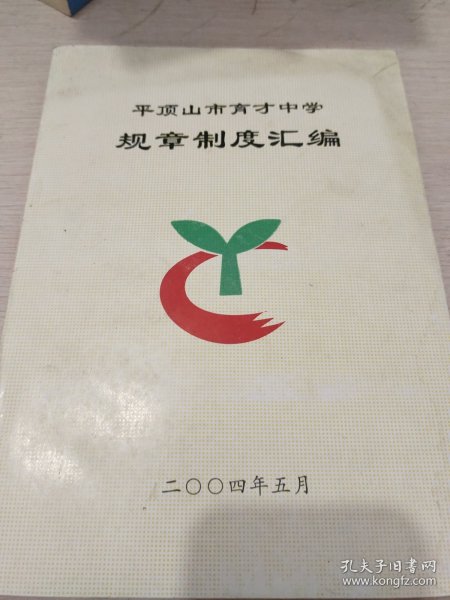 平顶山市育才中学
规章制度汇编
二〇〇四年五月
孔夫子旧书网
www.kongfz.com